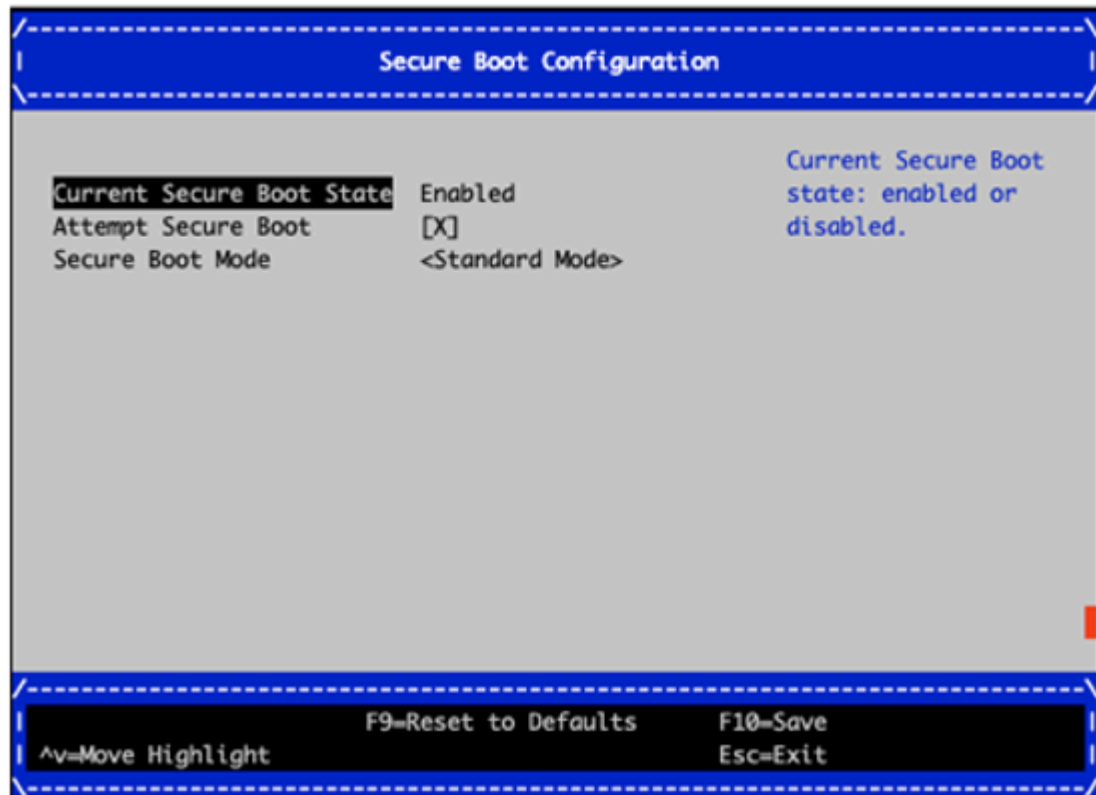 /------------------------------------------------------------------------------\
| Secure Boot Configuration |
\------------------------------------------------------------------------------/
Current Secure Boot State Enabled
Attempt Secure Boot [X]
Secure Boot Mode <Standard Mode>
Current Secure Boot
state: enabled or
disabled.
/------------------------------------------------------------------------------\
| F9=Reset to Defaults F10=Save |
| ^v=Move Highlight Esc=Exit |
\------------------------------------------------------------------------------/